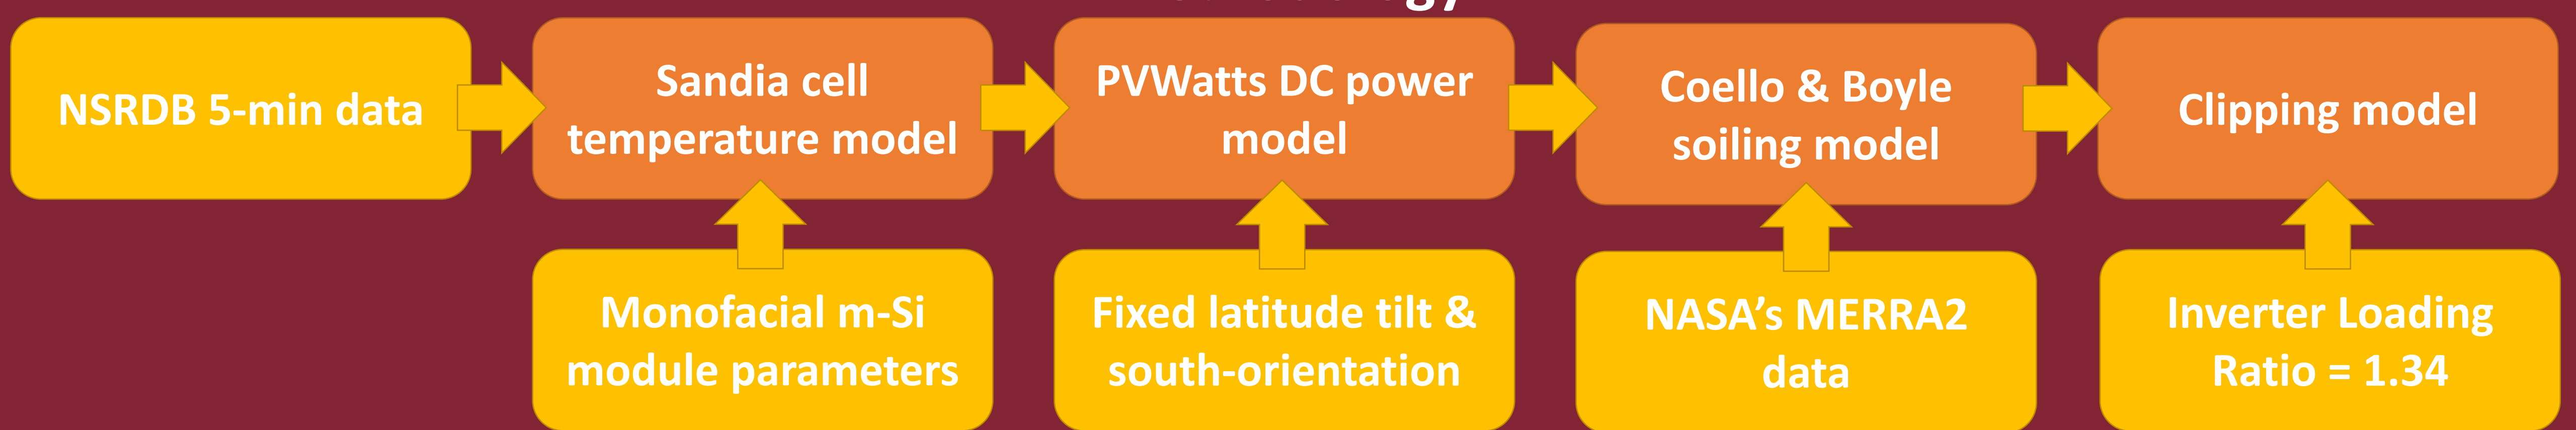 NSRDB 5-min data
Sandia cell
temperature model
PVWatts DC power
model
Coello & Boyle
soiling model
Clipping model
Monofacial m-Si
module parameters
Fixed latitude tilt &
south-orientation
NASA’s MERRA2
data
Inverter Loading
Ratio = 1.34